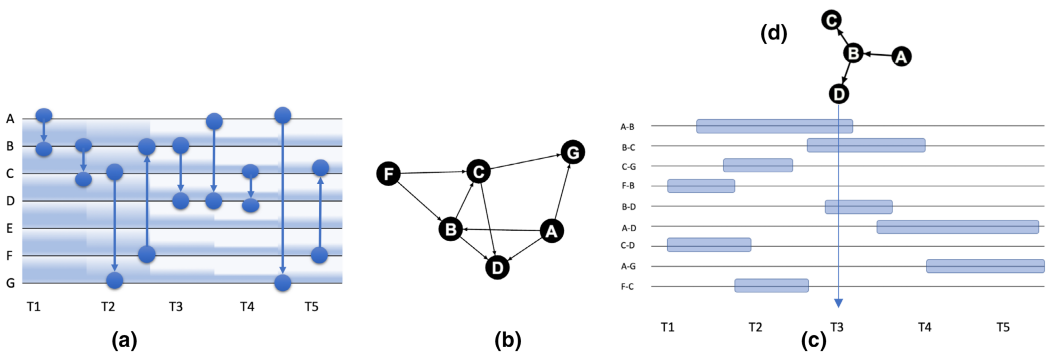 A
B
C
D
E
F
G
T1 T2 T3 T4 T5
(a)
F C G
B A
D
(b)
(d)
C
B A
D
A-B
B-C
C-G
F-B
B-D
A-D
C-D
A-G
F-C
T1 T2 T3 T4 T5
(c)